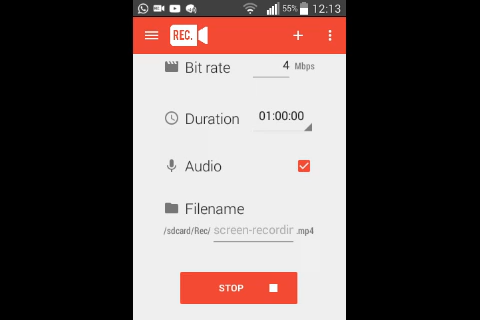 55% 12:13
REC.
Bit rate 4 Mbps
Duration 01:00:00
Audio
Filename
/sdcard/Rec/ screen-recordin .mp4
STOP